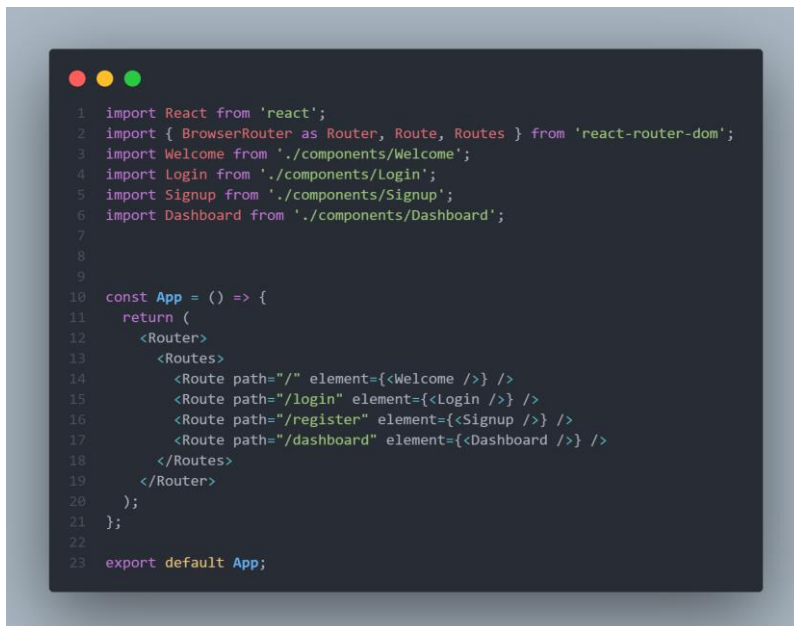 1 import React from 'react';
2 import { BrowserRouter as Router, Route, Routes } from 'react-router-dom';
3 import Welcome from './components/Welcome';
4 import Login from './components/Login';
5 import Signup from './components/Signup';
6 import Dashboard from './components/Dashboard';
7
8
9
10 const App = () => {
11   return (
12     <Router>
13       <Routes>
14         <Route path="/" element={<Welcome />} />
15         <Route path="/login" element={<Login />} />
16         <Route path="/register" element={<Signup />} />
17         <Route path="/dashboard" element={<Dashboard />} />
18       </Routes>
19     </Router>
20   );
21 };
22
23 export default App;